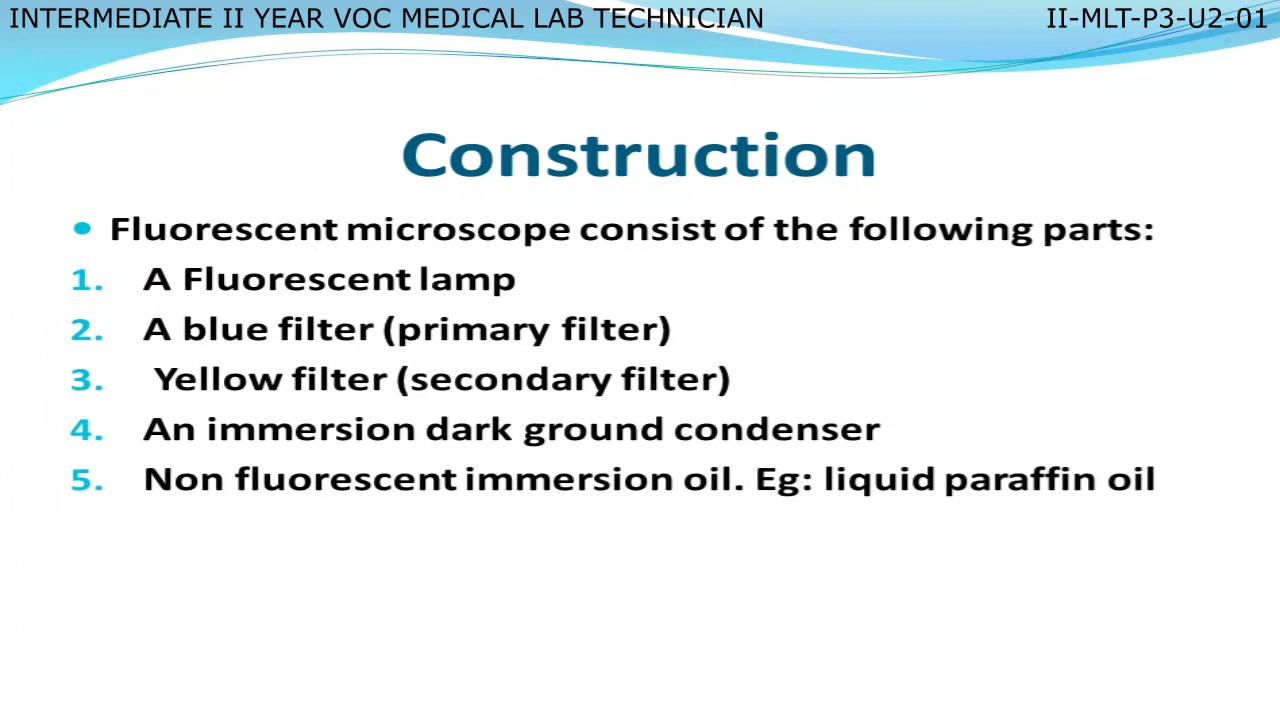 INTERMEDIATE II YEAR VOC MEDICAL LAB TECHNICIAN II-MLT-P3-U2-01
Construction
• Fluorescent microscope consist of the following parts:
1. A Fluorescent lamp
2. A blue filter (primary filter)
3. Yellow filter (secondary filter)
4. An immersion dark ground condenser
5. Non fluorescent immersion oil. Eg: liquid paraffin oil